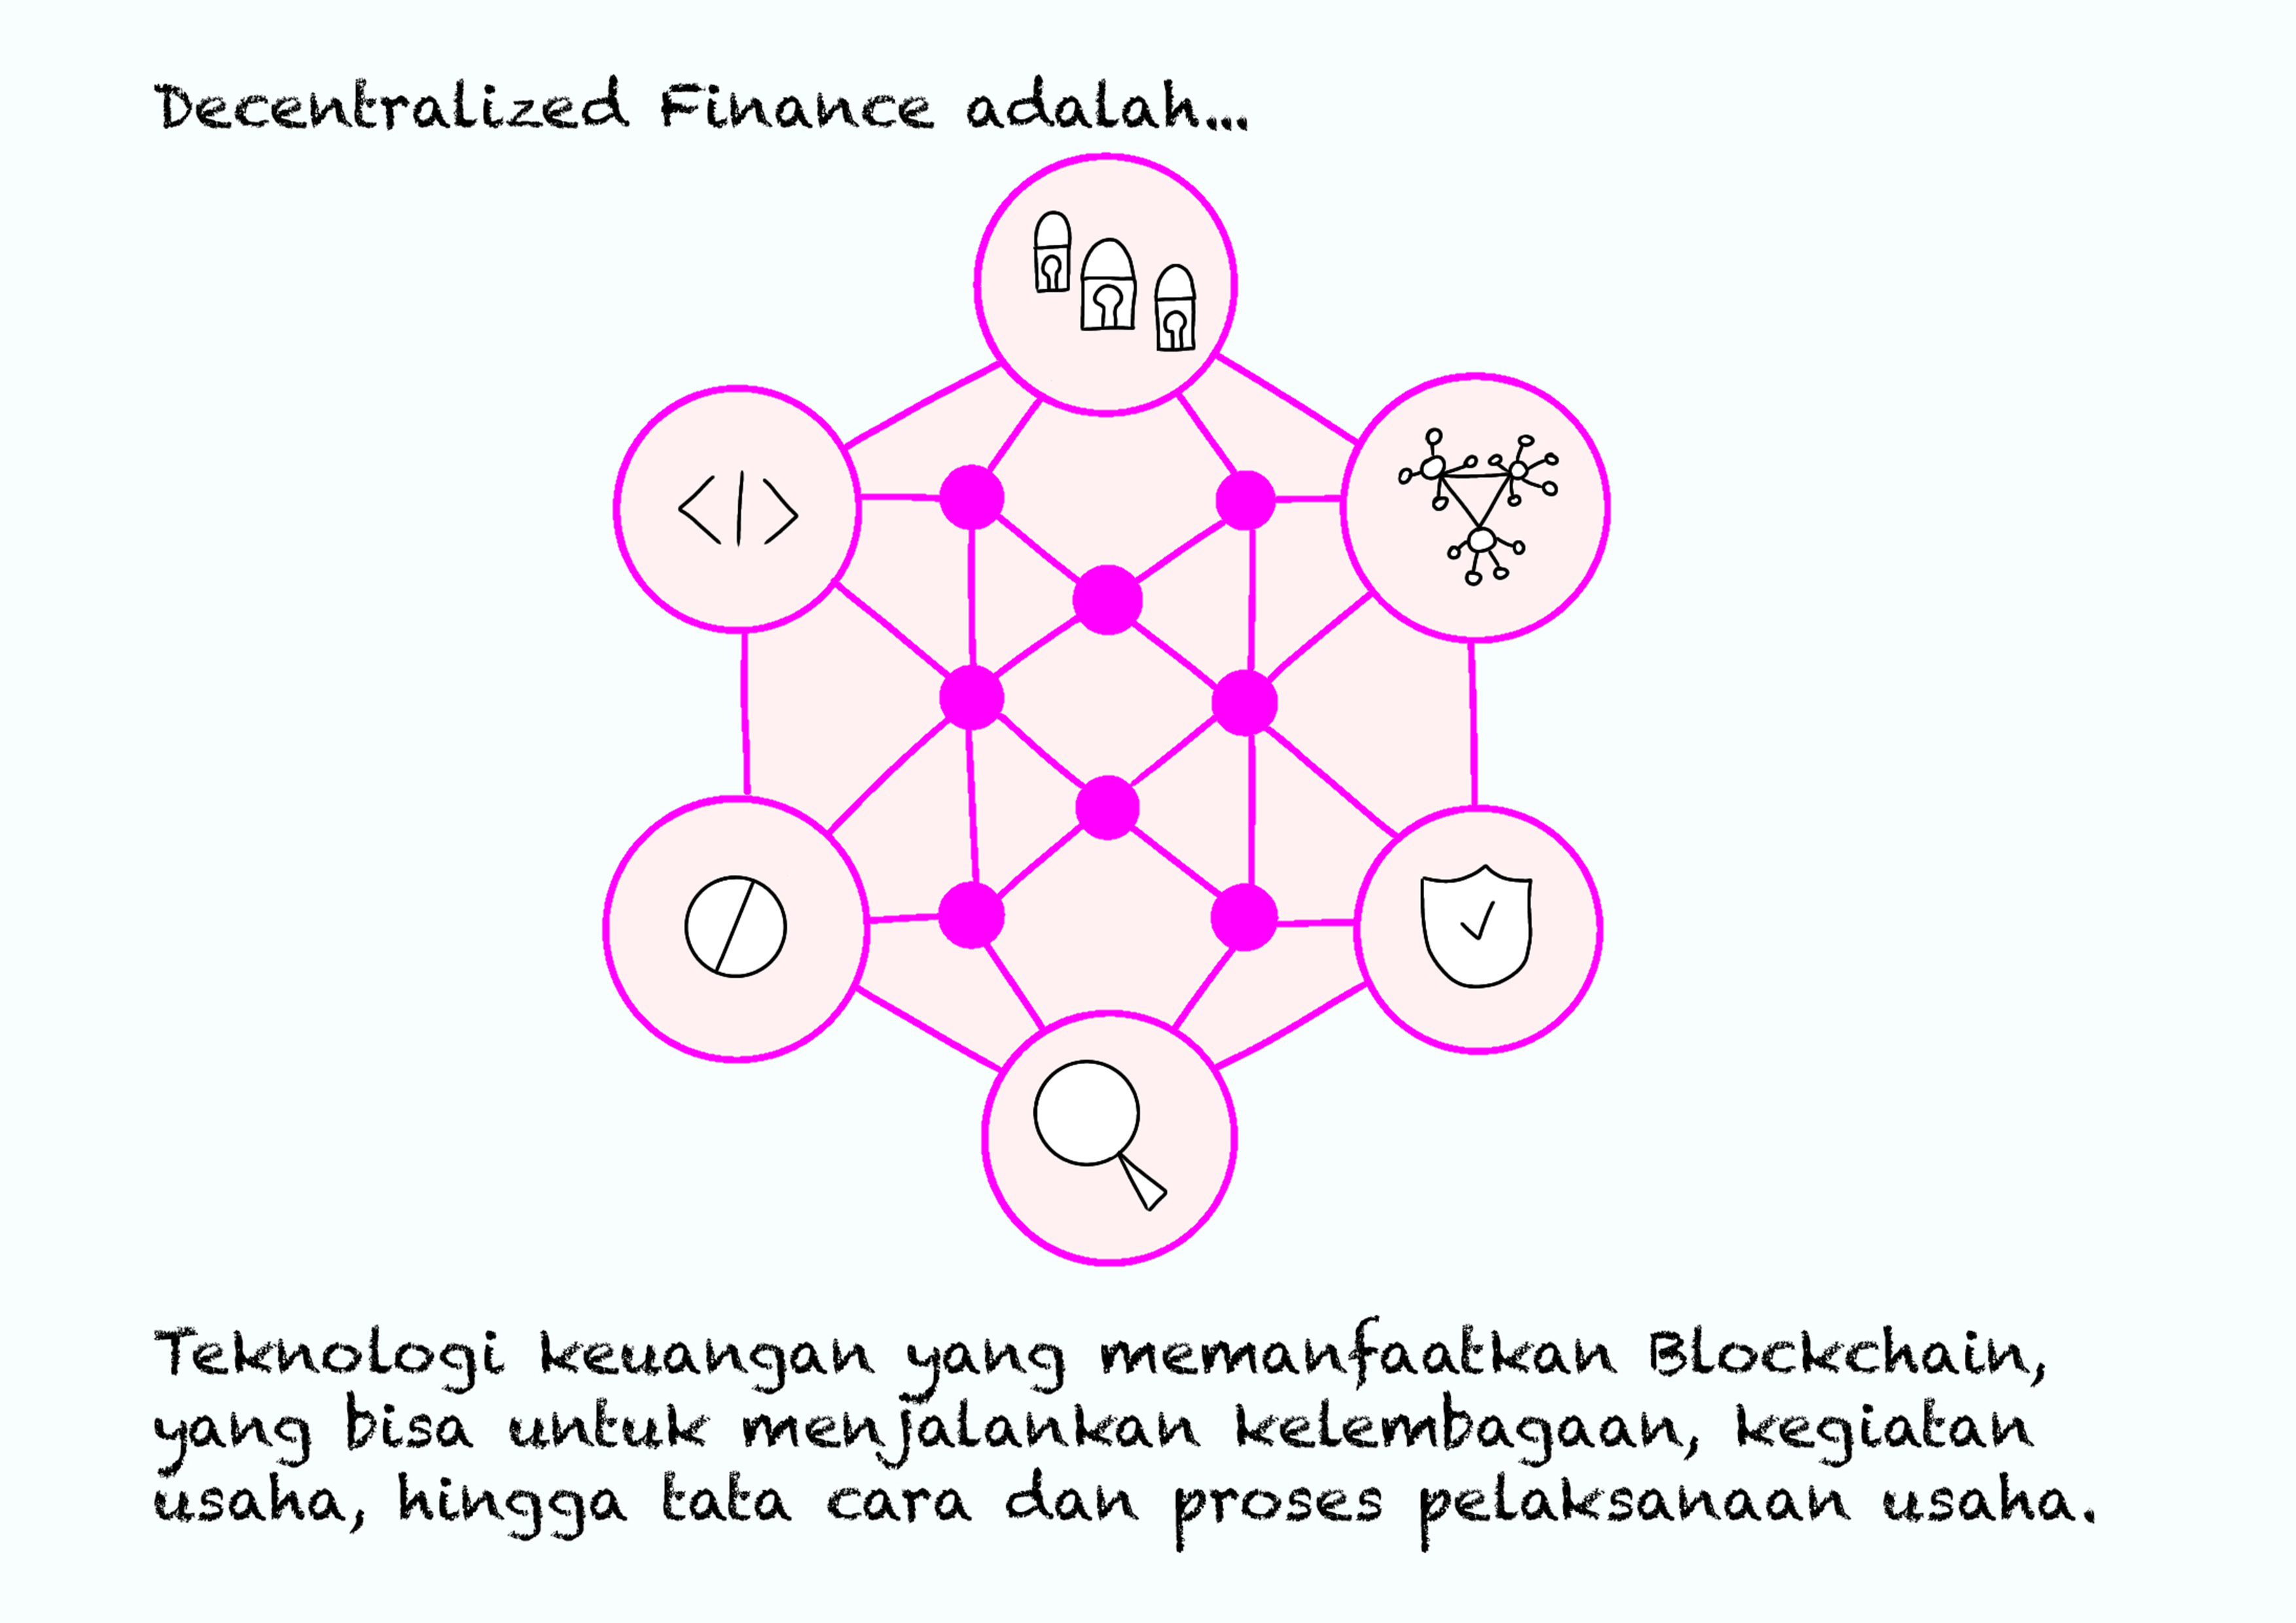 Decentralized Finance adalah...
Teknologi keuangan yang memanfaatkan Blockchain,
yang bisa untuk menjalankan kelembagaan, kegiatan
usaha, hingga tata cara dan proses pelaksanaan usaha.